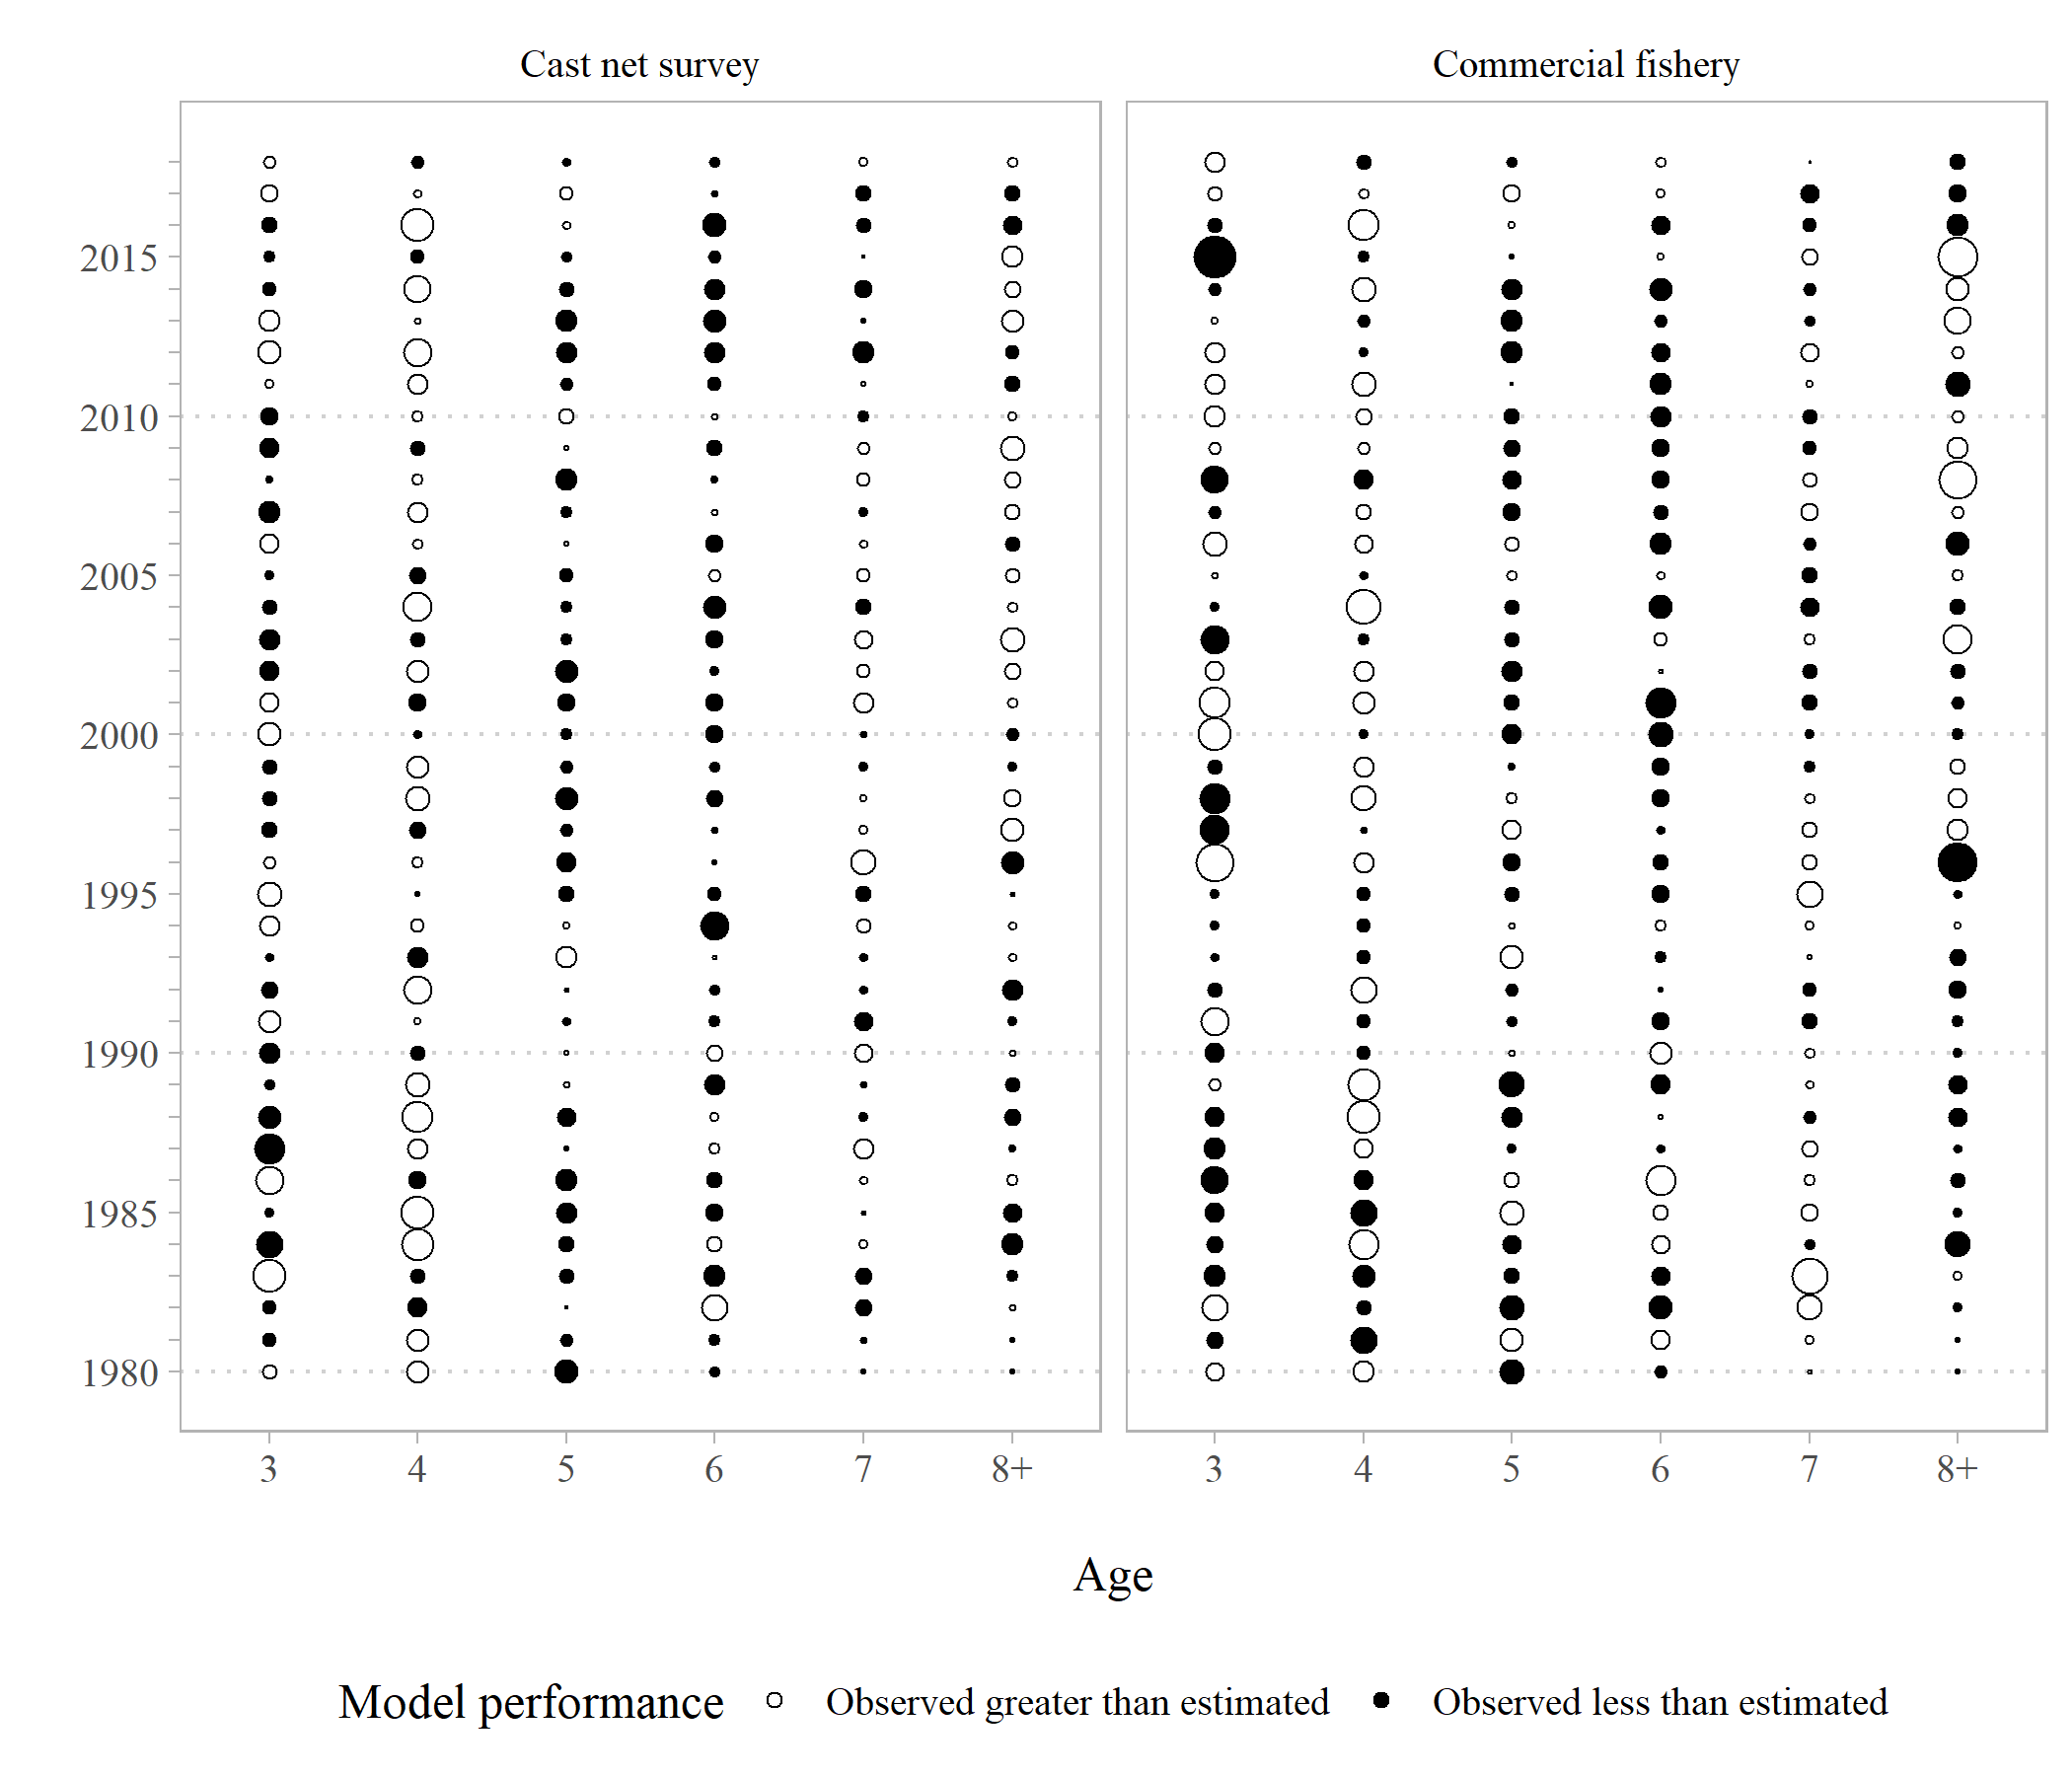 Cast net survey
Commercial fishery
2015
2010
2005
2000
1995
1990
1985
1980
3 4 5 6 7 8+
3 4 5 6 7 8+
Age
Model performance Observed greater than estimated Observed less than estimated